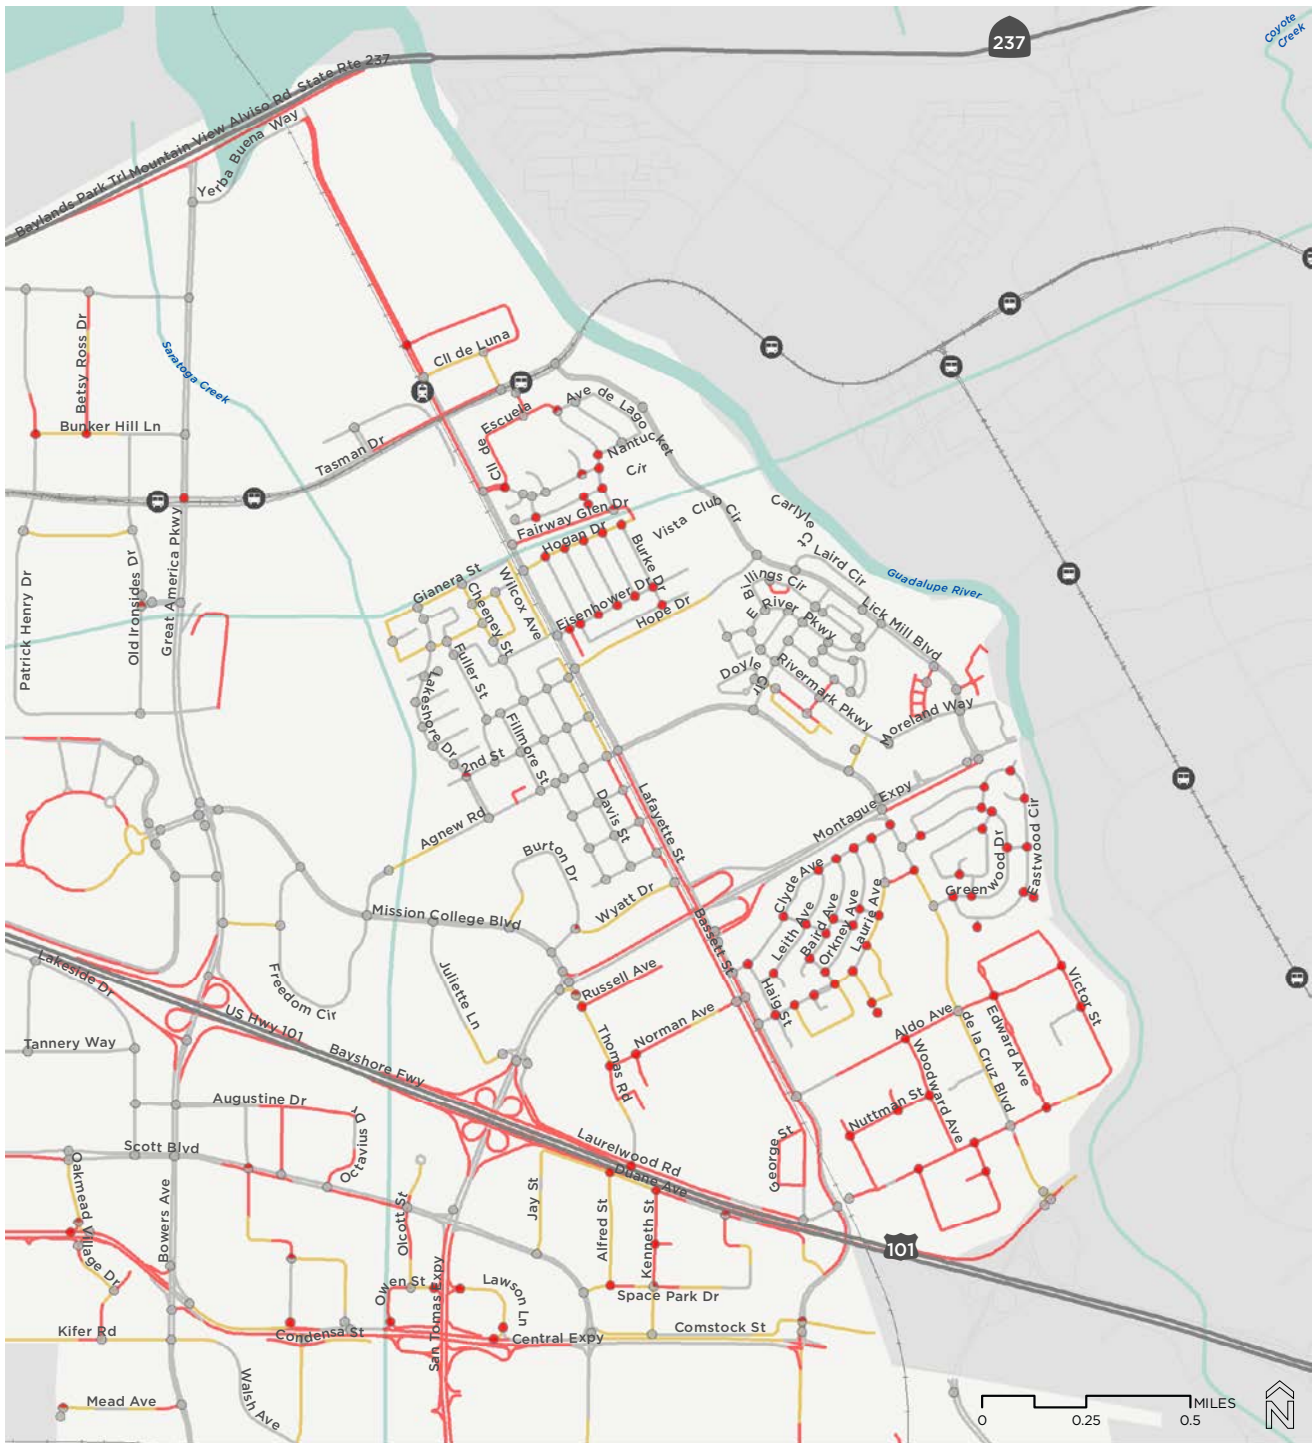 Coyote
Creek
237
Baylands Park Trl
Mountain View Alviso Rd
State Rte 237
Yerba Buena Way
Saratoga Creek
Betsy Ross Dr
Bunker Hill Ln
Cll de Luna
Ave de Lago
Cll de Escuela
Nantucket
Cir
Tasman Dr
Fairway Glen Dr
Hogan Dr
Vista Club Cir
Carlyle Ct
Laird Cir
Guadalupe River
Burke Dr
Gianera St
Wilcox Ave
Cheeney St
Eisenhower Dr
Hope Dr
E Billings Cir
River Pkwy
Lick Mill Blvd
Patrick Henry Dr
Old Ironsides Dr
Great America Pkwy
Fuller St
Lakeshore Dr
Doyle Cir
Rivermark Pkwy
Moreland Way
Fillmore St
2nd St
Davis St
Lafayette St
Agnew Rd
Montague Expy
Burton Dr
Wyatt Dr
Clyde Ave
Leith Ave
Baird Ave
Orkney Ave
Laurie Ave
Greenwood Dr
Eastwood Cir
Mission College Blvd
Bassett St
Lakeside Dr
Freedom Cir
Juliette Ln
Russell Ave
Haig St
Victor St
US Hwy 101
Norman Ave
Thomas Rd
Aldo Ave
de la Cruz Blvd
Edward Ave
Woodward Ave
Tannery Way
Bayshore Fwy
Augustine Dr
Octavius Dr
Nuttman St
Scott Blvd
Laurelwood Rd
Duane Ave
George St
Oakmead Village Dr
Bowers Ave
Olcott St
Jay St
Alfred St
Kenneth St
101
Owen St
San Tomas Expy
Lawson Ln
Space Park Dr
Kifer Rd
Condensa St
Central Expy
Comstock St
Mead Ave
Walsh Ave
MILES
0
0.25
0.5
N